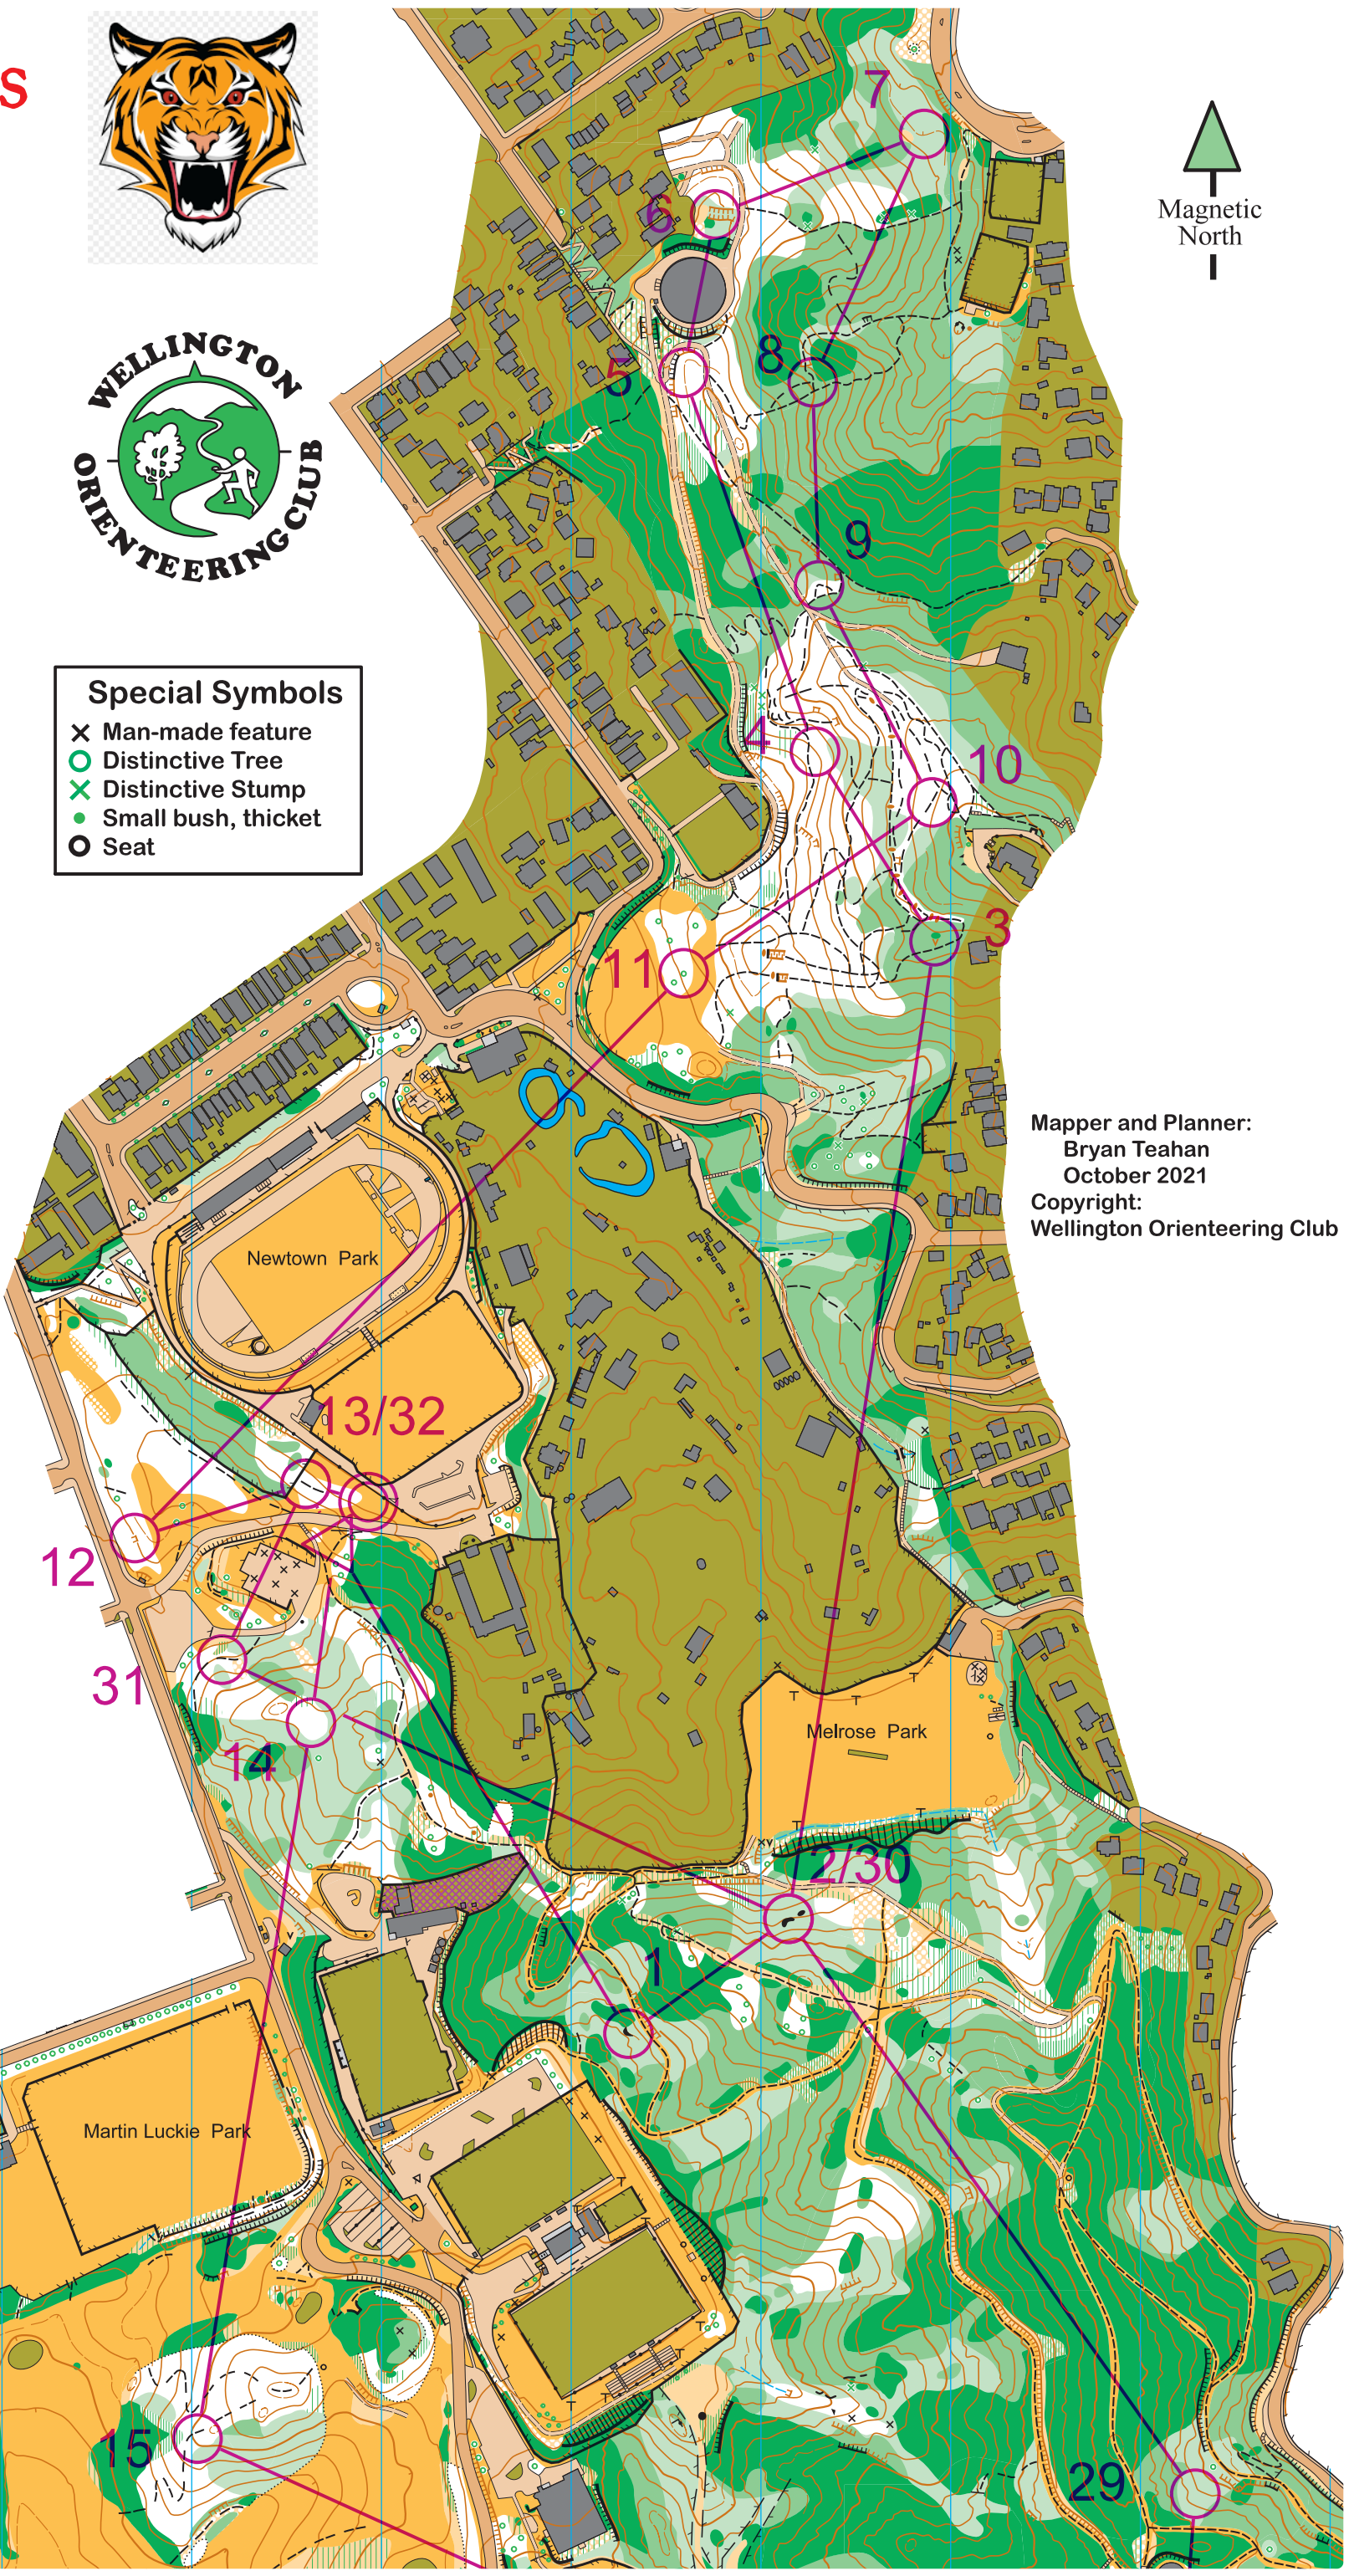 S
7
Magnetic
North
6
WELLINGTON
ORIENTEERING CLUB
5
8
9
Special Symbols
Man-made feature
Distinctive Tree
Distinctive Stump
Small bush, thicket
Seat
4
10
3
11
Mapper and Planner:
Bryan Teahan
October 2021
Copyright:
Wellington Orienteering Club
Newtown Park
13/32
12
31
14
Melrose Park
2/30
1
Martin Luckie Park
15
29